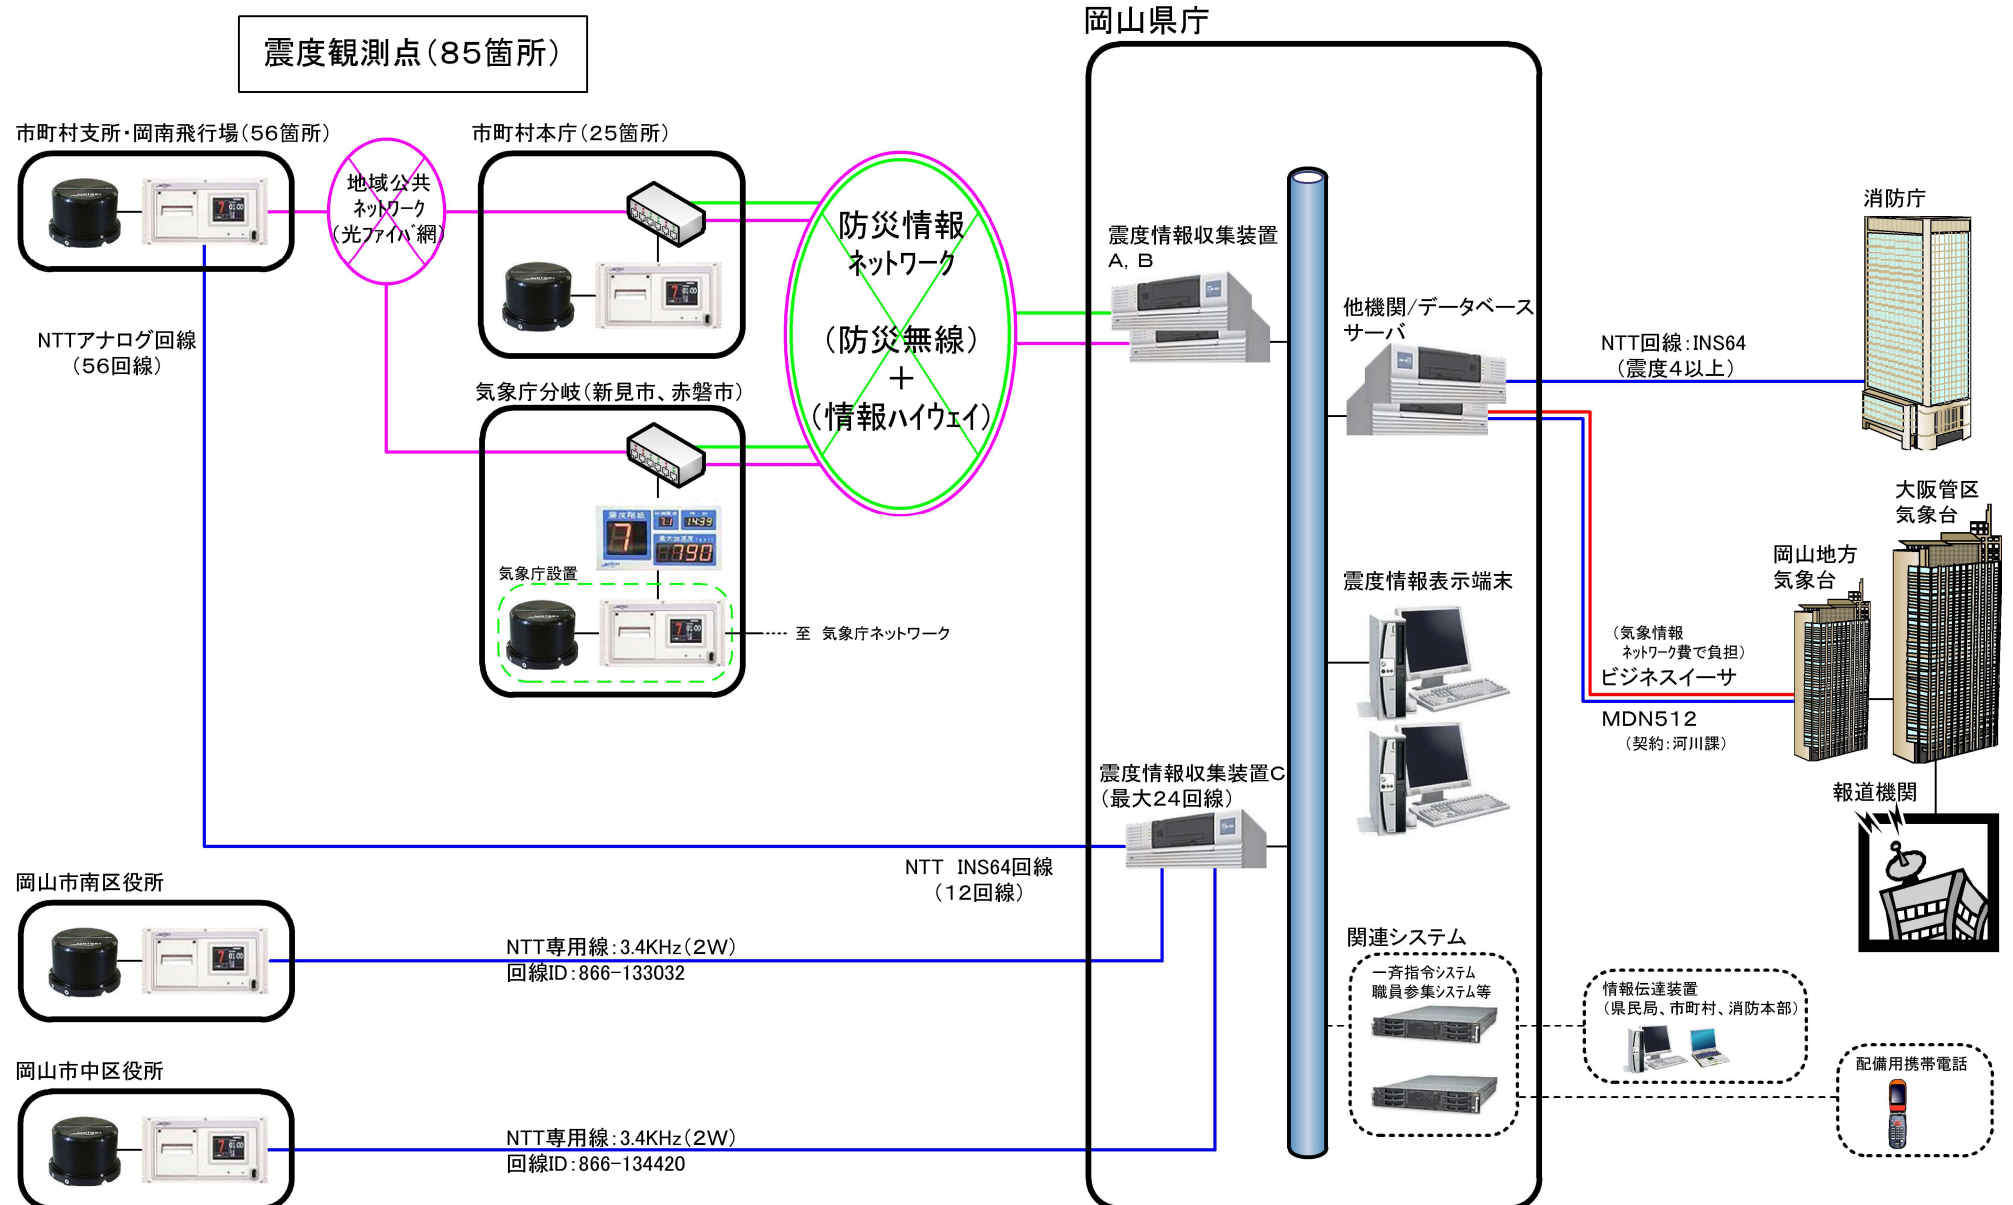 岡山県庁
震度観測点(85箇所)
市町村支所・岡南飛行場(56箇所)
地域公共
ネットワーク
(光ファイバ網)
市町村本庁(25箇所)
防災情報
ネットワーク
(防災無線)
+
(情報ハイウェイ)
NTTアナログ回線
(56回線)
気象庁分岐(新見市、赤磐市)
震度階級
7
7.1
14:39
最大加速度
790
気象庁設置
至 気象庁ネットワーク
震度情報収集装置
A, B
他機関/データベース
サーバ
NTT回線:INS64
(震度4以上)
消防庁
大阪管区
気象台
岡山地方
気象台
震度情報表示端末
(気象情報
ネットワーク費で負担)
ビジネスイーサ
MDN512
(契約:河川課)
報道機関
震度情報収集装置C
(最大24回線)
NTT INS64回線
(12回線)
岡山市南区役所
NTT専用線:3.4KHz(2W)
回線ID:866-133032
関連システム
一斉指令システム
職員参集システム等
情報伝達装置
(県民局、市町村、消防本部)
配備用携帯電話
岡山市中区役所
NTT専用線:3.4KHz(2W)
回線ID:866-134420